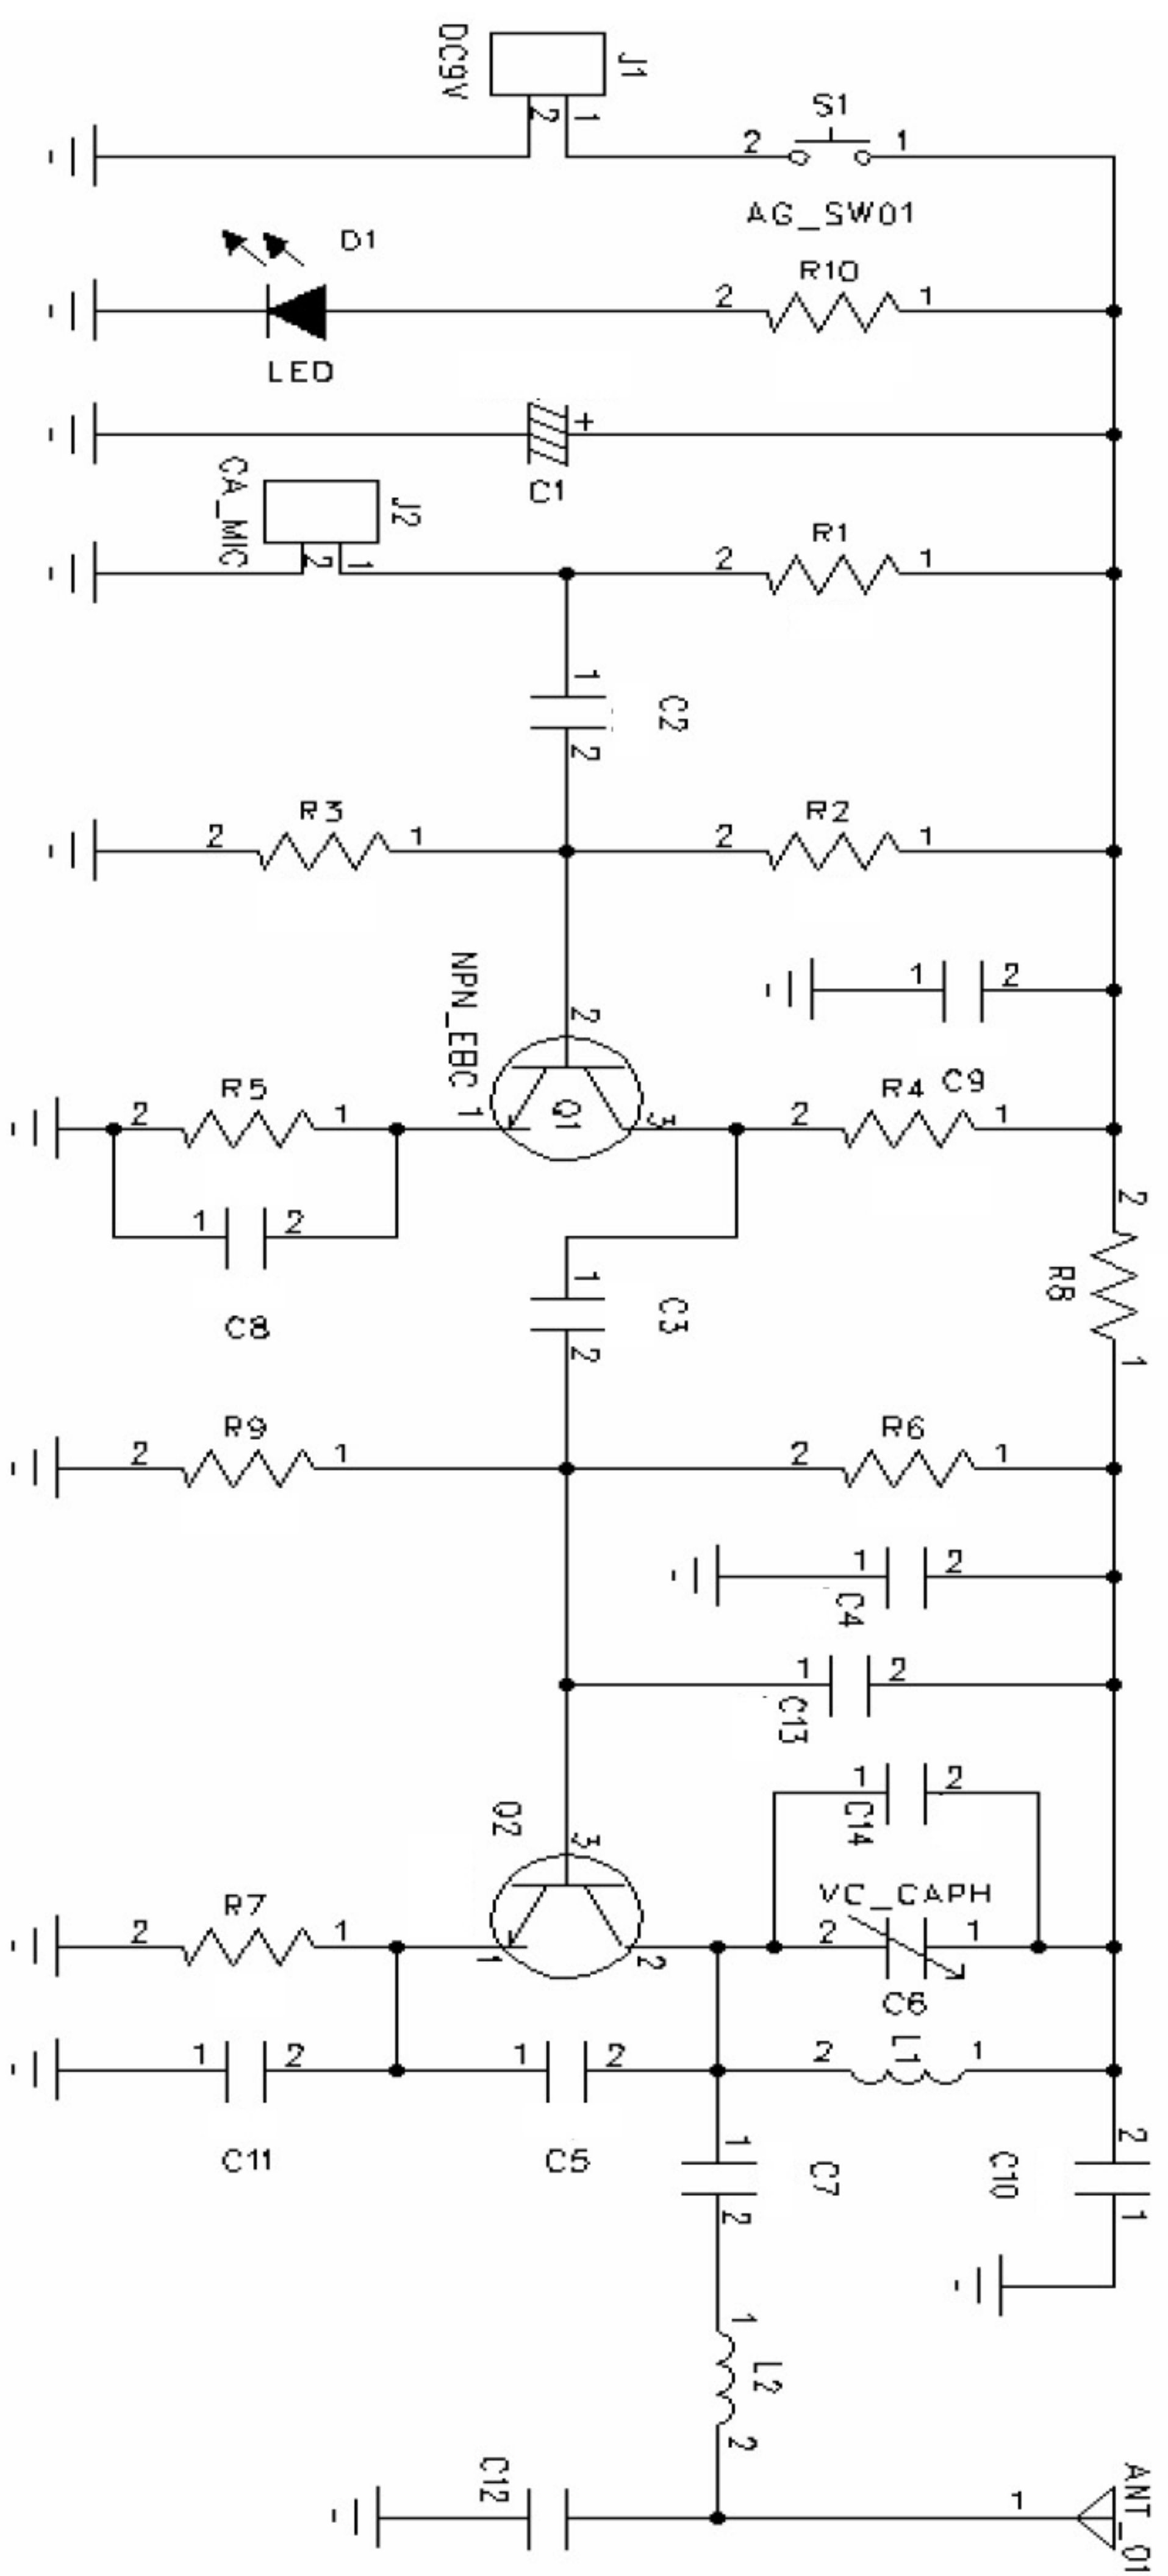 J1
DC9V
2
1
S1
2
1
AG_SW01
D1
R10
2
1
LED
+
C1
CA_MIC
J2
2
1
R1
2
1
1
C2
2
R3
2
1
R2
2
1
NPN_EBC
2
1
2
1
Q1
3
R5
2
1
R4
C9
2
1
2
R8
1
1
2
C8
1
C3
2
R9
2
1
R6
2
1
1
2
C4
1
2
C13
1
2
C14
Q2
3
VC_CAPH
R7
2
1
1
2
2
1
C6
L1
1
2
1
2
2
1
C11
C5
1
C7
2
2
C10
1
1
L2
2
C12
1
ANT_01